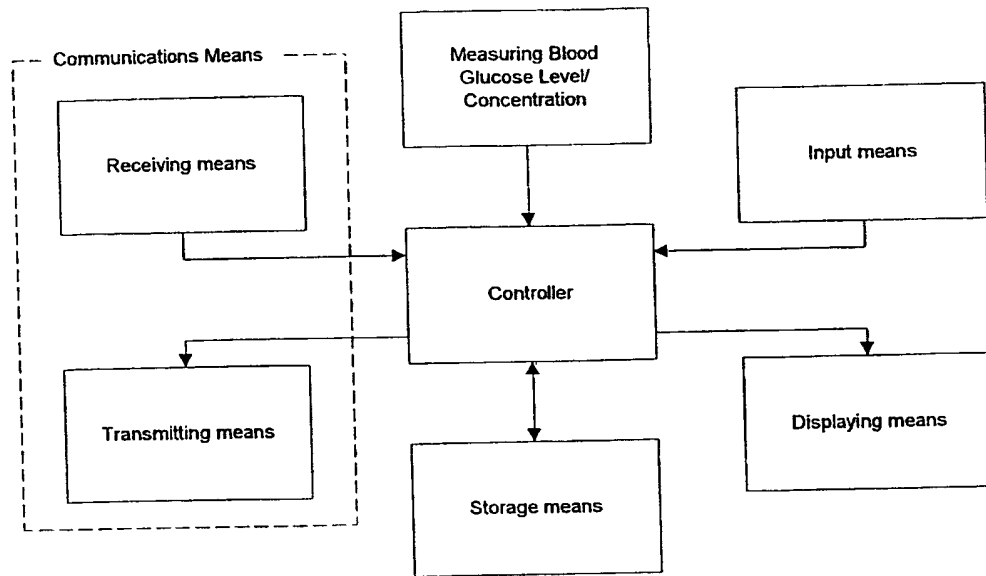 Communications Means
Measuring Blood
Glucose Level/
Concentration
Receiving means
Input means
Controller
Transmitting means
Displaying means
Storage means